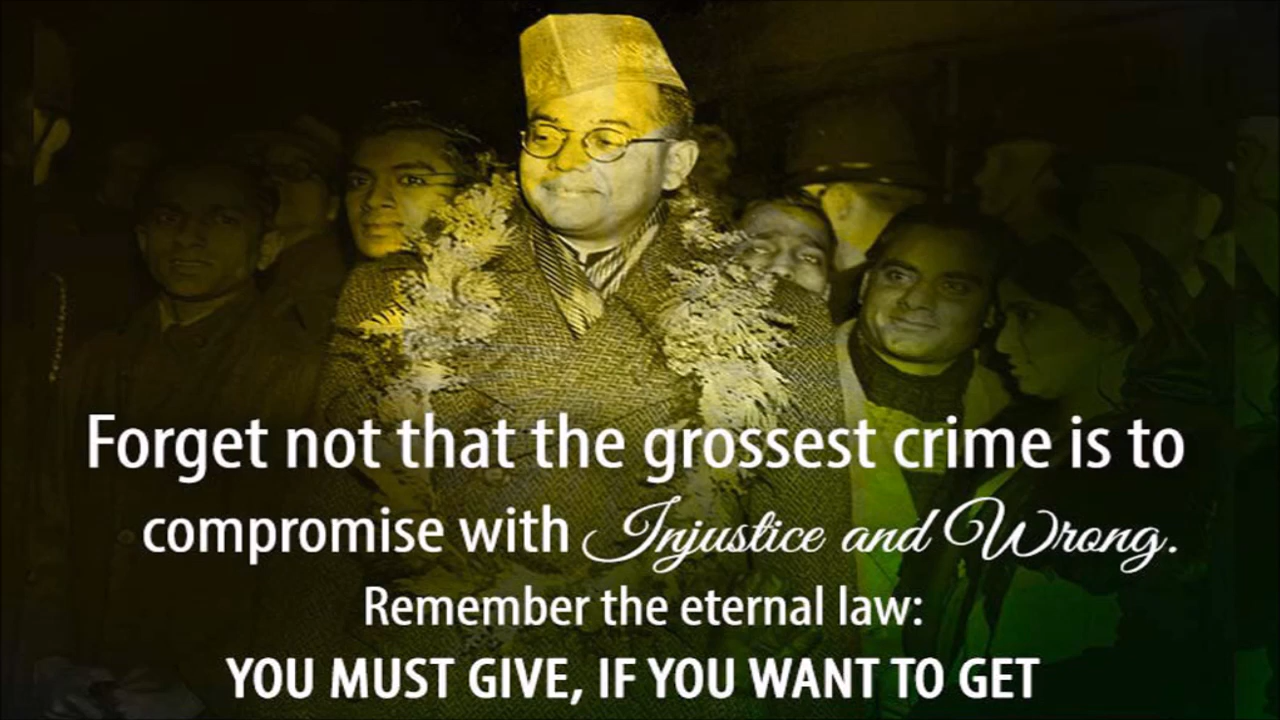 Forget not that the grossest crime is to
compromise with Injustice and Wrong.
Remember the eternal law:
YOU MUST GIVE, IF YOU WANT TO GET